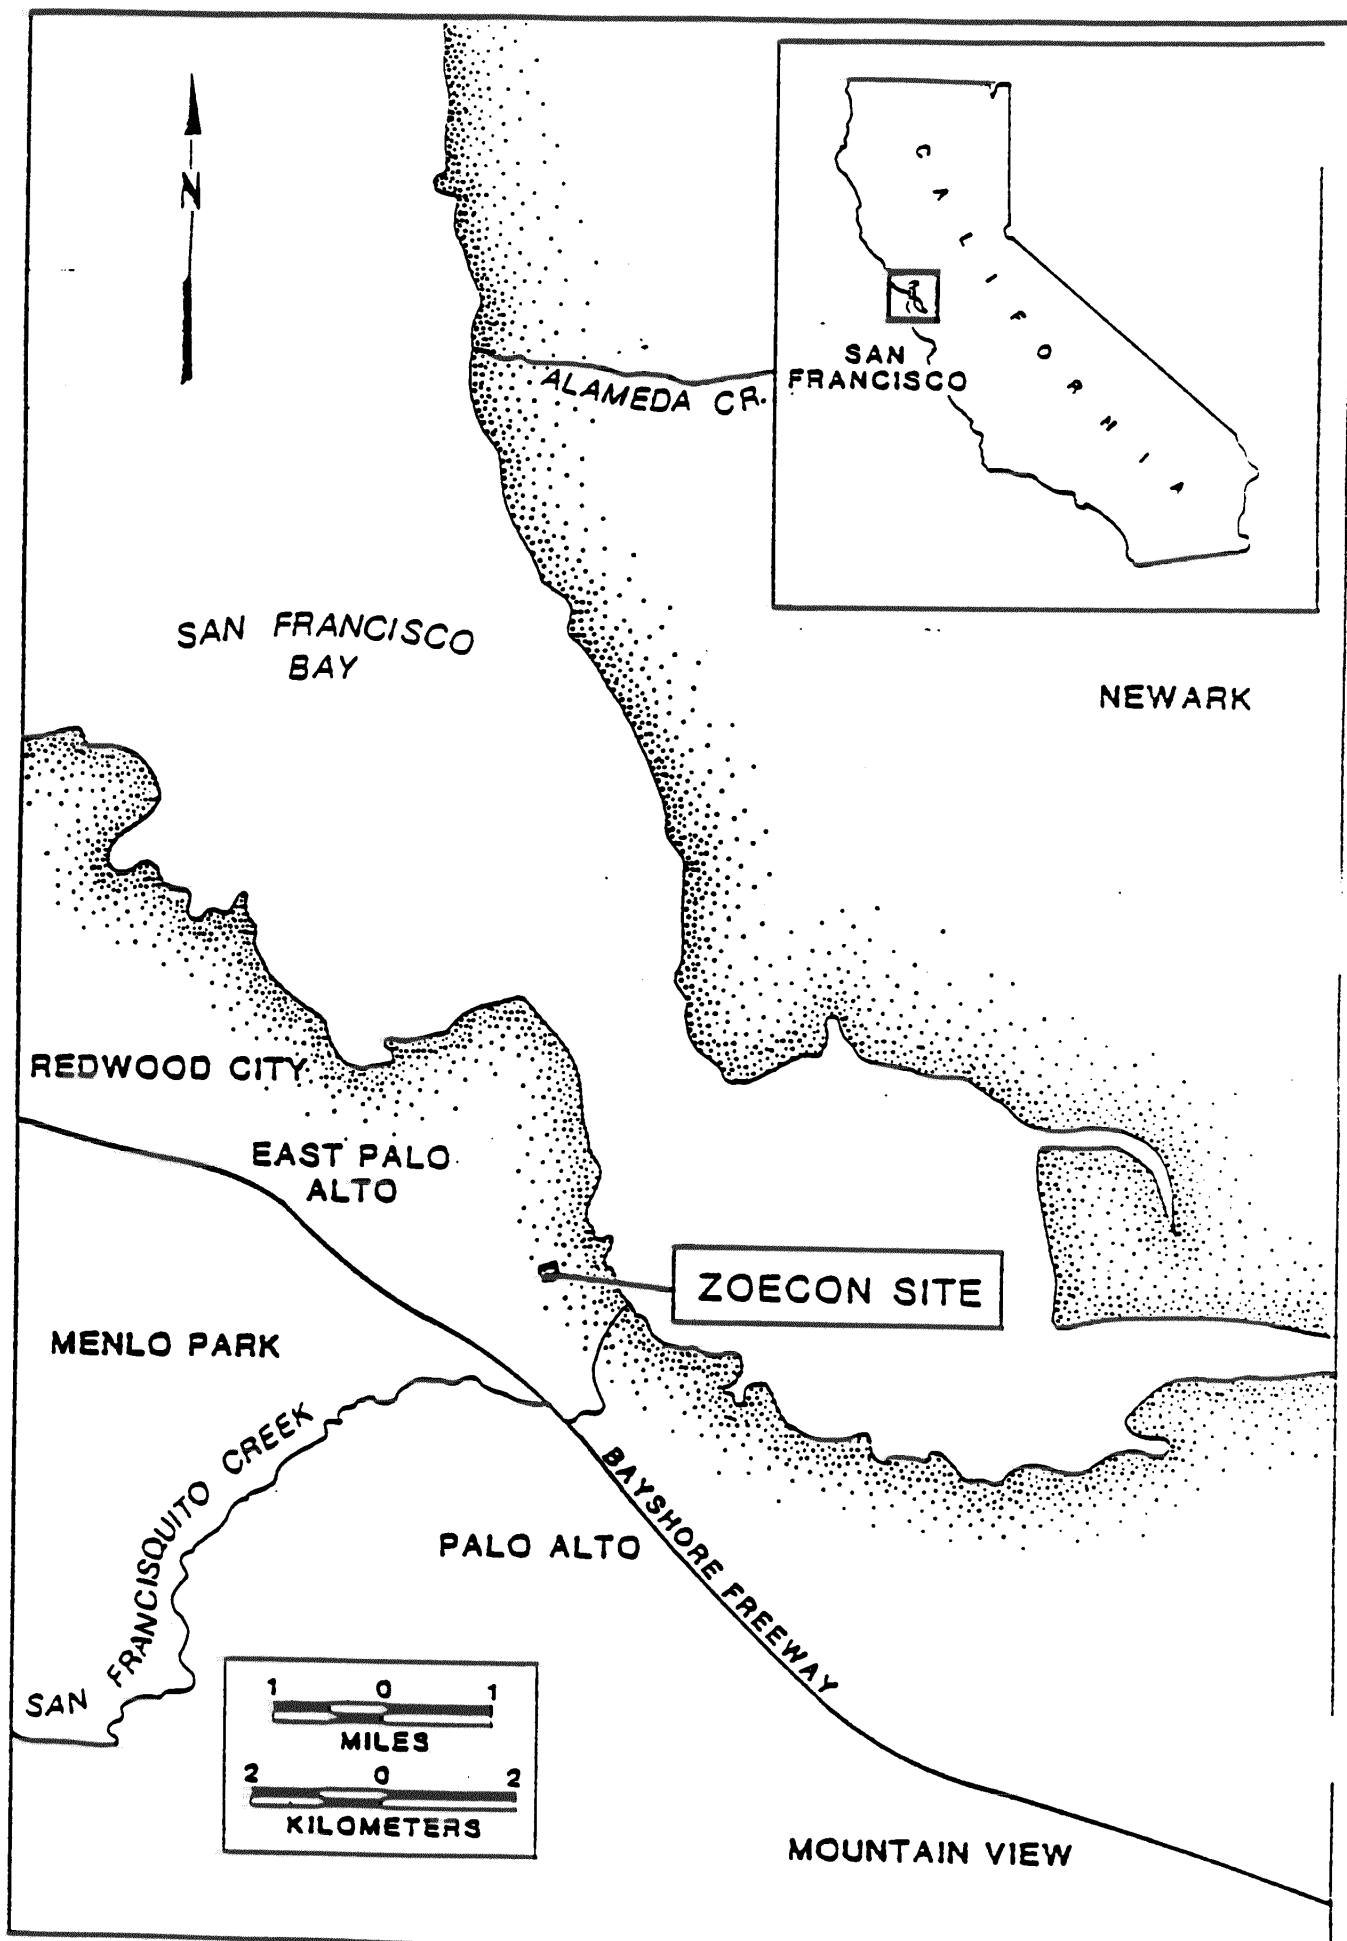 N
CALIFORNIA
SAN
FRANCISCO
ALAMEDA CR.
SAN FRANCISCO
BAY
NEWARK
REDWOOD CITY
EAST PALO
ALTO
ZOECON SITE
MENLO PARK
SAN FRANCISQUITO CREEK
BAYSHORE FREEWAY
PALO ALTO
1 0 1
MILES
2 0 2
KILOMETERS
MOUNTAIN VIEW